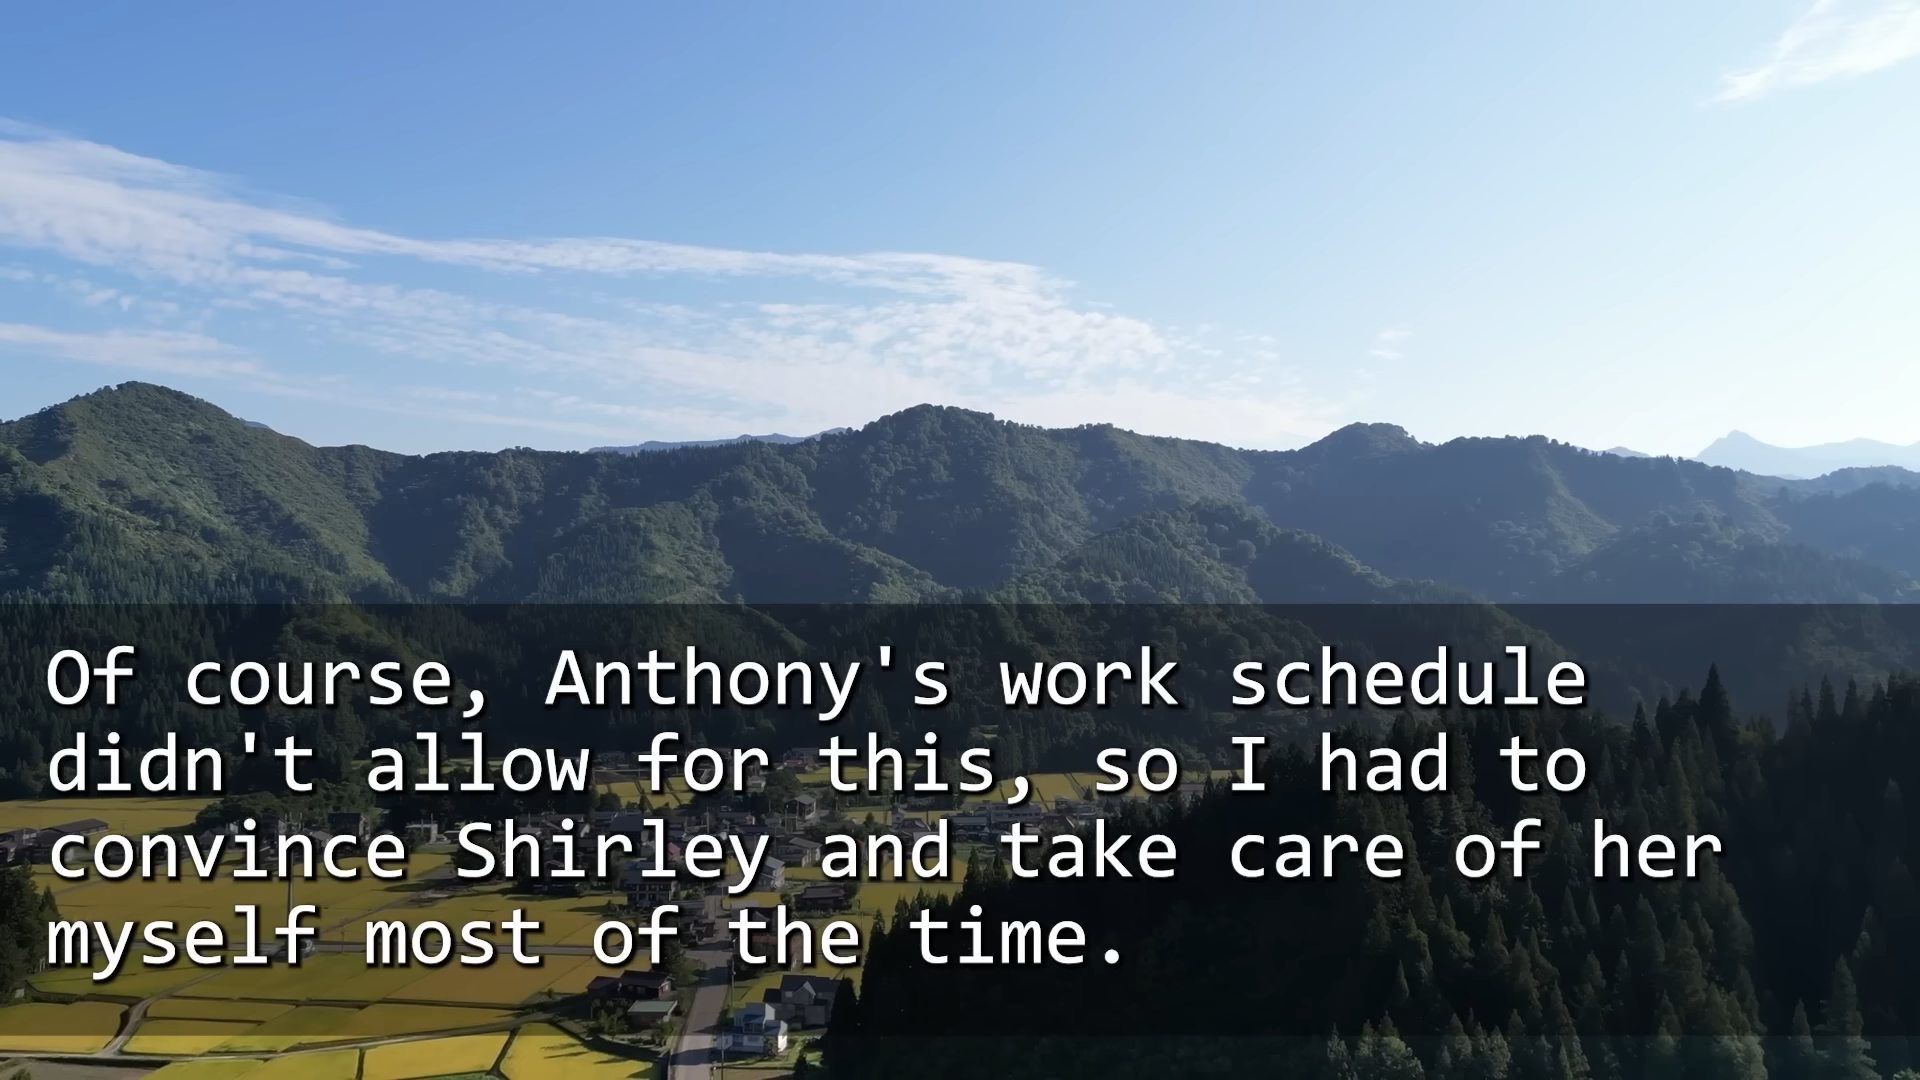 Of course, Anthony's work schedule
didn't allow for this, so I had to
convince Shirley and take care of her
myself most of the time.